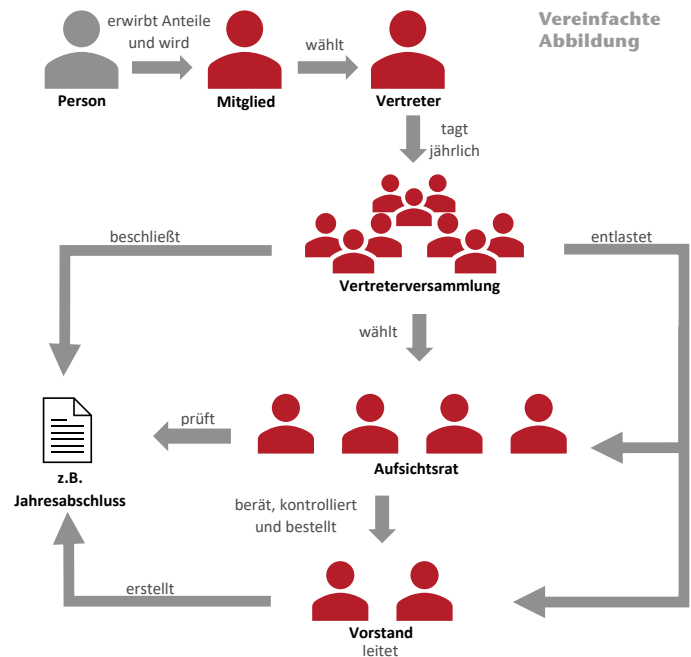 Vereinfachte
Abbildung
erwirbt Anteile
und wird
wählt
Person
Mitglied
Vertreter
tagt
jährlich
beschließt
entlastet
Vertreterversammlung
wählt
prüft
Aufsichtsrat
z.B.
Jahresabschluss
berät, kontrolliert
und bestellt
erstellt
Vorstand
leitet